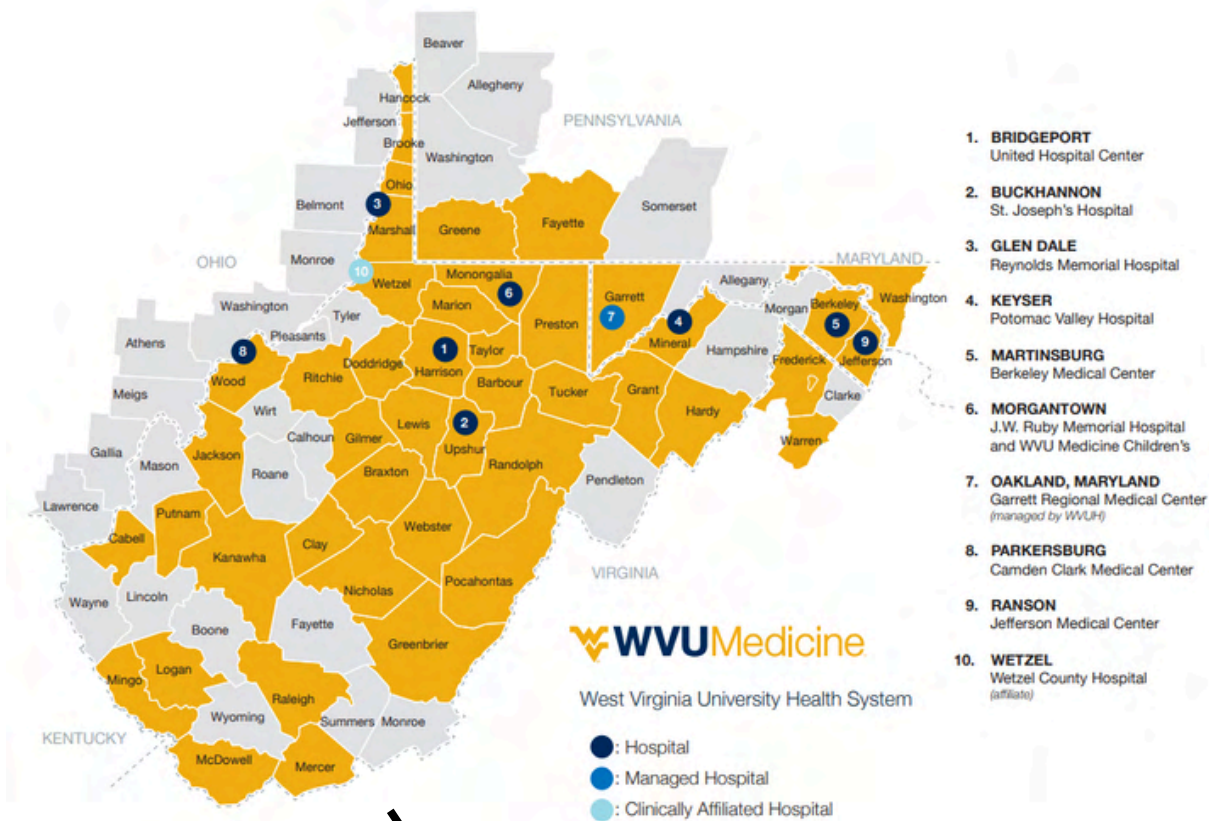 Beaver
Allegheny
Hancock
Jefferson
PENNSYLVANIA
Brooke
Washington
Ohio
Belmont
3
Marshall
Greene
Fayette
Somerset
OHIO
Monroe
10
Wetzel
Monongalia
6
MARYLAND
Allegany
Garrett
7
Morgan
Berkeley
5
Washington
Washington
Tyler
Marion
Pleasants
Preston
4
Mineral
Hampshire
9
Jefferson
Athens
8
Wood
Doddridge
1
Harrison
Taylor
Ritchie
Barbour
Frederick
Clarke
Meigs
Wirt
Tucker
Grant
Hardy
Lewis
2
Upshur
Calhoun
Gilmer
Warren
Jackson
Gallia
Mason
Roane
Braxton
Randolph
Pendleton
Lawrence
Putnam
Webster
Cabell
Kanawha
Clay
VIRGINIA
Pocahontas
Nicholas
Wayne
Lincoln
Fayette
Boone
Greenbrier
Logan
Mingo
Raleigh
Wyoming
Summers
Monroe
KENTUCKY
McDowell
Mercer
1. BRIDGEPORT
United Hospital Center
2. BUCKHANNON
St. Joseph's Hospital
3. GLEN DALE
Reynolds Memorial Hospital
4. KEYSER
Potomac Valley Hospital
5. MARTINSBURG
Berkeley Medical Center
6. MORGANTOWN
J.W. Ruby Memorial Hospital
and WVU Medicine Children's
7. OAKLAND, MARYLAND
Garrett Regional Medical Center
(managed by WVUH)
8. PARKERSBURG
Camden Clark Medical Center
9. RANSON
Jefferson Medical Center
10. WETZEL
Wetzel County Hospital
(affiliate)
WVUMedicine
West Virginia University Health System
: Hospital
: Managed Hospital
: Clinically Affiliated Hospital